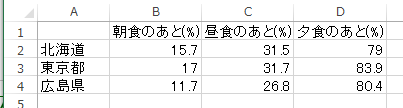 A B C D
1 朝食のあと(%) 昼食のあと(%) 夕食のあと(%)
2 北海道 15.7 31.5 79
3 東京都 17 31.7 83.9
4 広島県 11.7 26.8 80.4
5